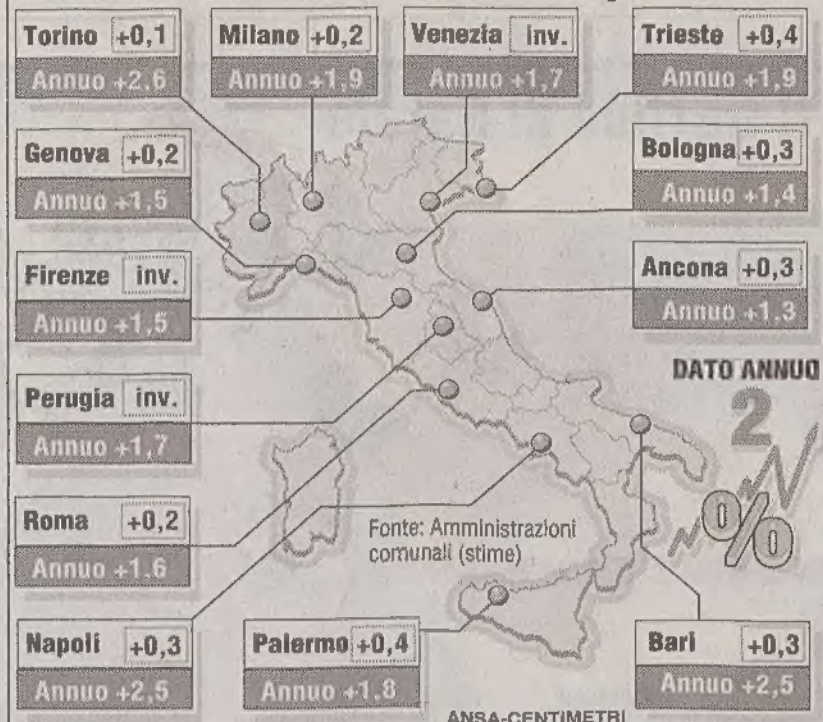 Torino +0,1
Annuo +2,6
Milano +0,2
Annuo +1,9
Venezia inv.
Annuo +1,7
Trieste +0,4
Annuo +1,9
Genova +0,2
Annuo +1,5
Bologna +0,3
Annuo +1,4
Firenze inv.
Annuo +1,5
Ancona +0,3
Annuo +1,3
Perugia inv.
Annuo +1,7
DATO ANNUO
2
%
Roma +0,2
Annuo +1,6
Fonte: Amministrazioni
comunali (stime)
Napoli +0,3
Annuo +2,5
Palermo +0,4
Annuo +1,8
Bari +0,3
Annuo +2,5
ANSA-CENTIMETRI